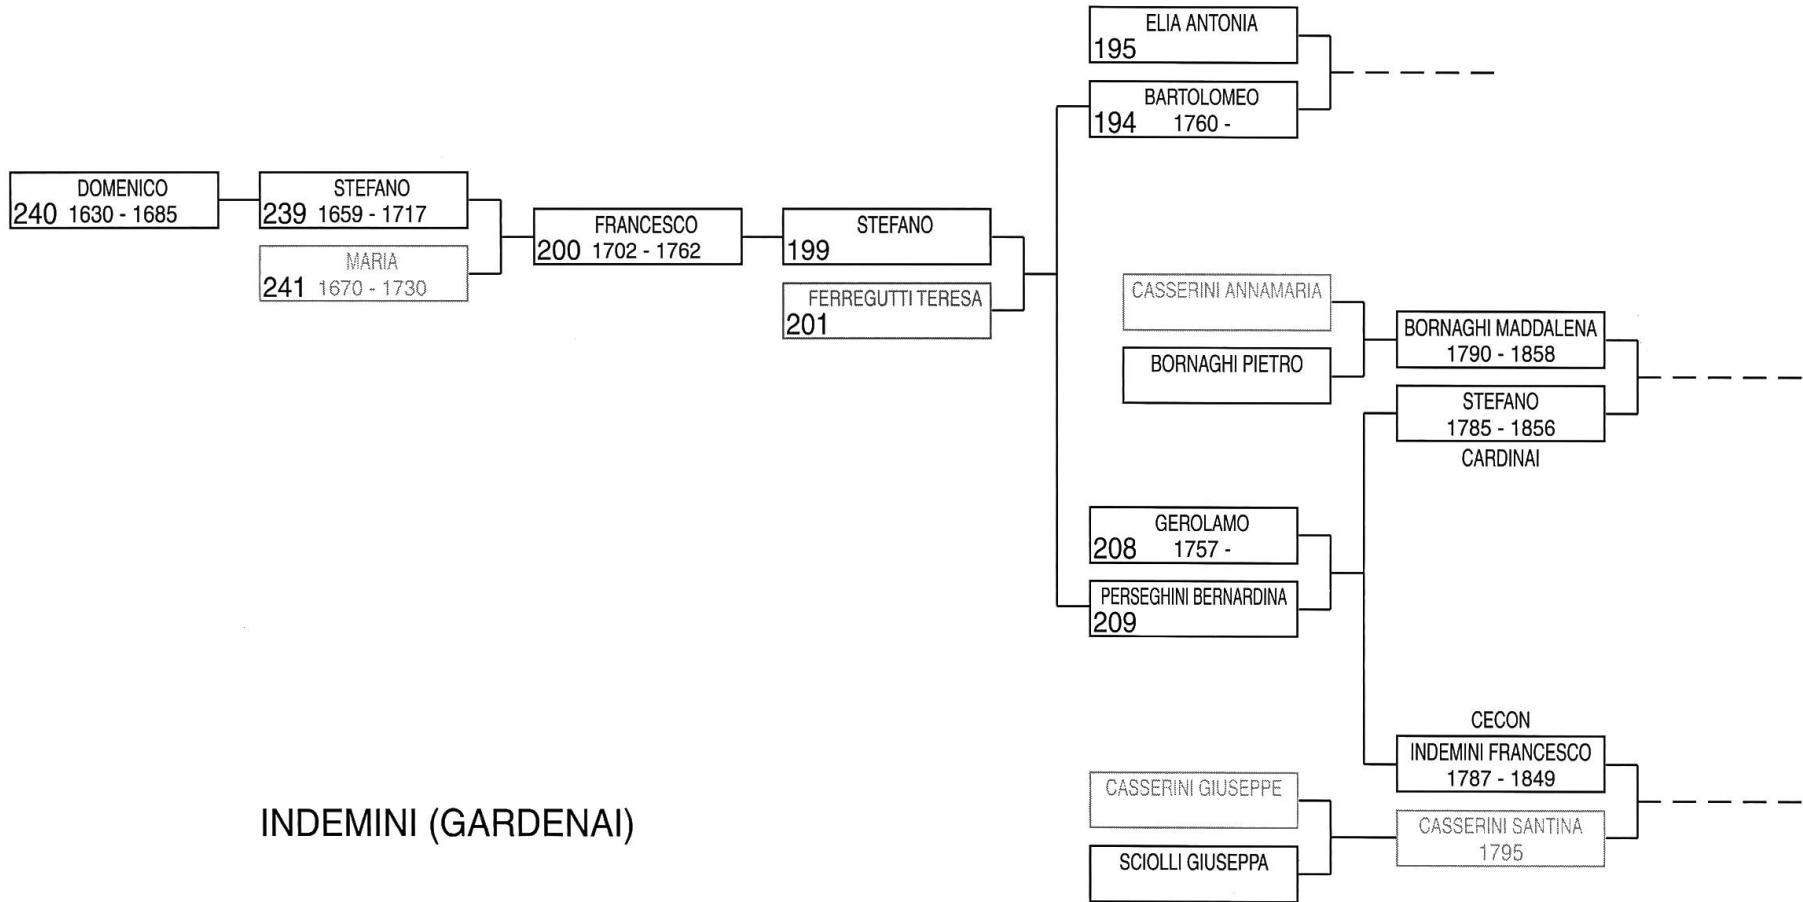 ELIA ANTONIA
195
BARTOLOMEO
194 1760 -
DOMENICO
240 1630 - 1685
STEFANO
239 1659 - 1717
MARIA
241 1670 - 1730
FRANCESCO
200 1702 - 1762
STEFANO
199
FERREGUTTI TERESA
201
CASSERINI ANNAMARIA
BORNAGHI PIETRO
BORNAGHI MADDALENA
1790 - 1858
STEFANO
1785 - 1856
CARDINAI
GEROLAMO
208 1757 -
PERSEGHINI BERNARDINA
209
CECON
INDEMINI FRANCESCO
1787 - 1849
CASSERINI GIUSEPPE
SCIOLLI GIUSEPPA
CASSERINI SANTINA
1795
INDEMINI (GARDENAI)